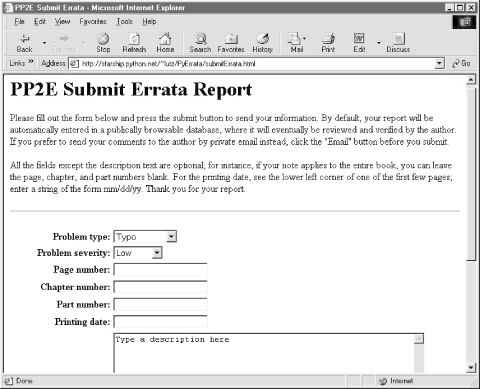 PP2E Submit Errata - Microsoft Internet Explorer
File Edit View Favorites Tools Help
Back Forward Stop Refresh Home Search Favorites History Mail Print Edit Discuss
Links » Address http://starship.python.net/~lutz/PyErrata/submitErrata.html Go
PP2E Submit Errata Report
Please fill out the form below and press the submit button to send your information. By default, your report will be
automatically entered in a publically browsable database, where it will eventually be reviewed and verified by the author.
If you prefer to send your comments to the author by private email instead, click the "Email" button before you submit.
All the fields except the description text are optional; for instance, if your note applies to the entire book, you can leave
the page, chapter, and part numbers blank. For the printing date, see the lower left corner of one of the first few pages;
enter a string of the form mm/dd/yy. Thank you for your report.
Problem type: Typo
Problem severity: Low
Page number:
Chapter number:
Part number:
Printing date:
Type a description here
Done Internet